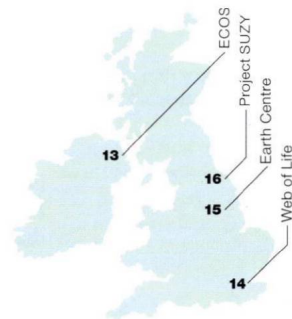 ECOS
Project SUZY
Earth Centre
Web of Life
13
16
15
14